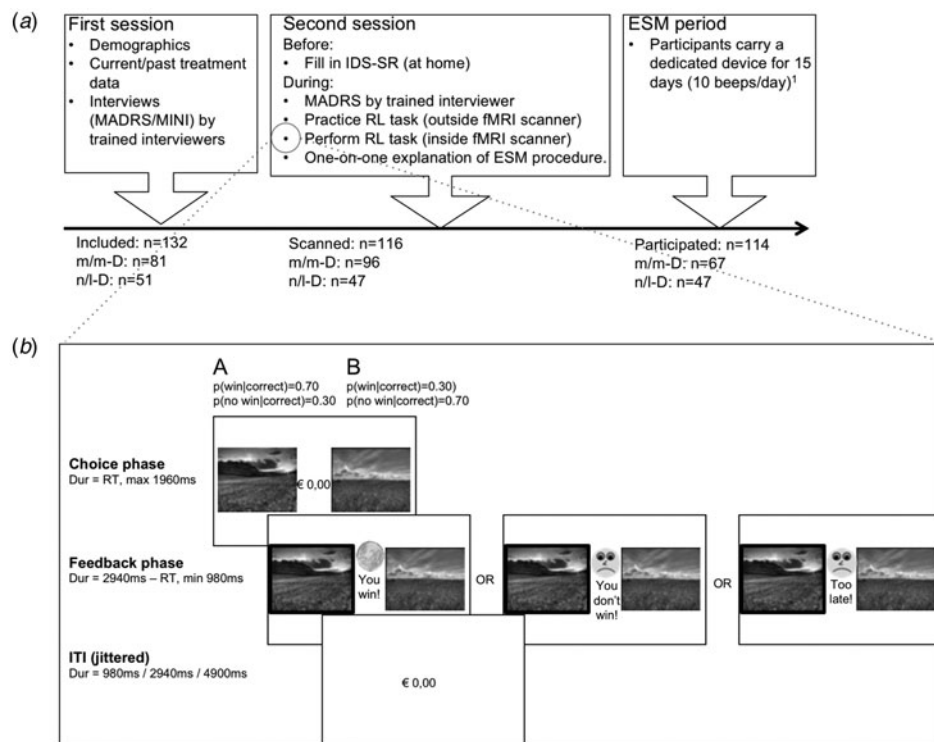 (a)
First session
• Demographics
• Current/past treatment
data
• Interviews
(MADRS/MINI) by
trained interviewers
Second session
Before:
• Fill in IDS-SR (at home)
During:
• MADRS by trained interviewer
• Practice RL task (outside fMRI scanner)
• Perform RL task (inside fMRI scanner)
• One-on-one explanation of ESM procedure.
ESM period
• Participants carry a
dedicated device for 15
days (10 beeps/day)¹
Included: n=132
m/m-D: n=81
n/l-D: n=51
Scanned: n=116
m/m-D: n=96
n/l-D: n=47
Participated: n=114
m/m-D: n=67
n/l-D: n=47
(b)
A
p(win|correct)=0.70
p(no win|correct)=0.30
B
p(win|correct)=0.30)
p(no win|correct)=0.70
Choice phase
Dur = RT, max 1960ms
€ 0,00
Feedback phase
Dur = 2940ms – RT, min 980ms
You
win!
OR
You
don't
win!
OR
Too
late!
ITI (jittered)
Dur = 980ms / 2940ms / 4900ms
€ 0,00